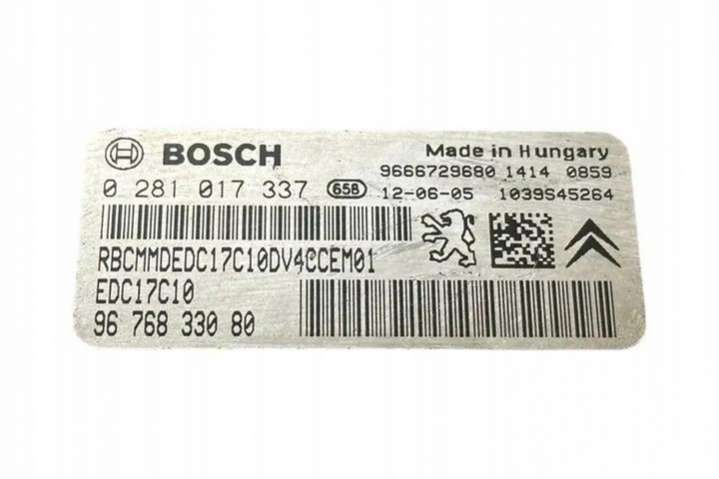 BOSCH Made in Hungary
9666729680 1414 0859
0 281 017 337 658 12-06-05 1039S45264
RBCMMDEDC17C10DV4CCEM01
EDC17C10
96 768 330 80